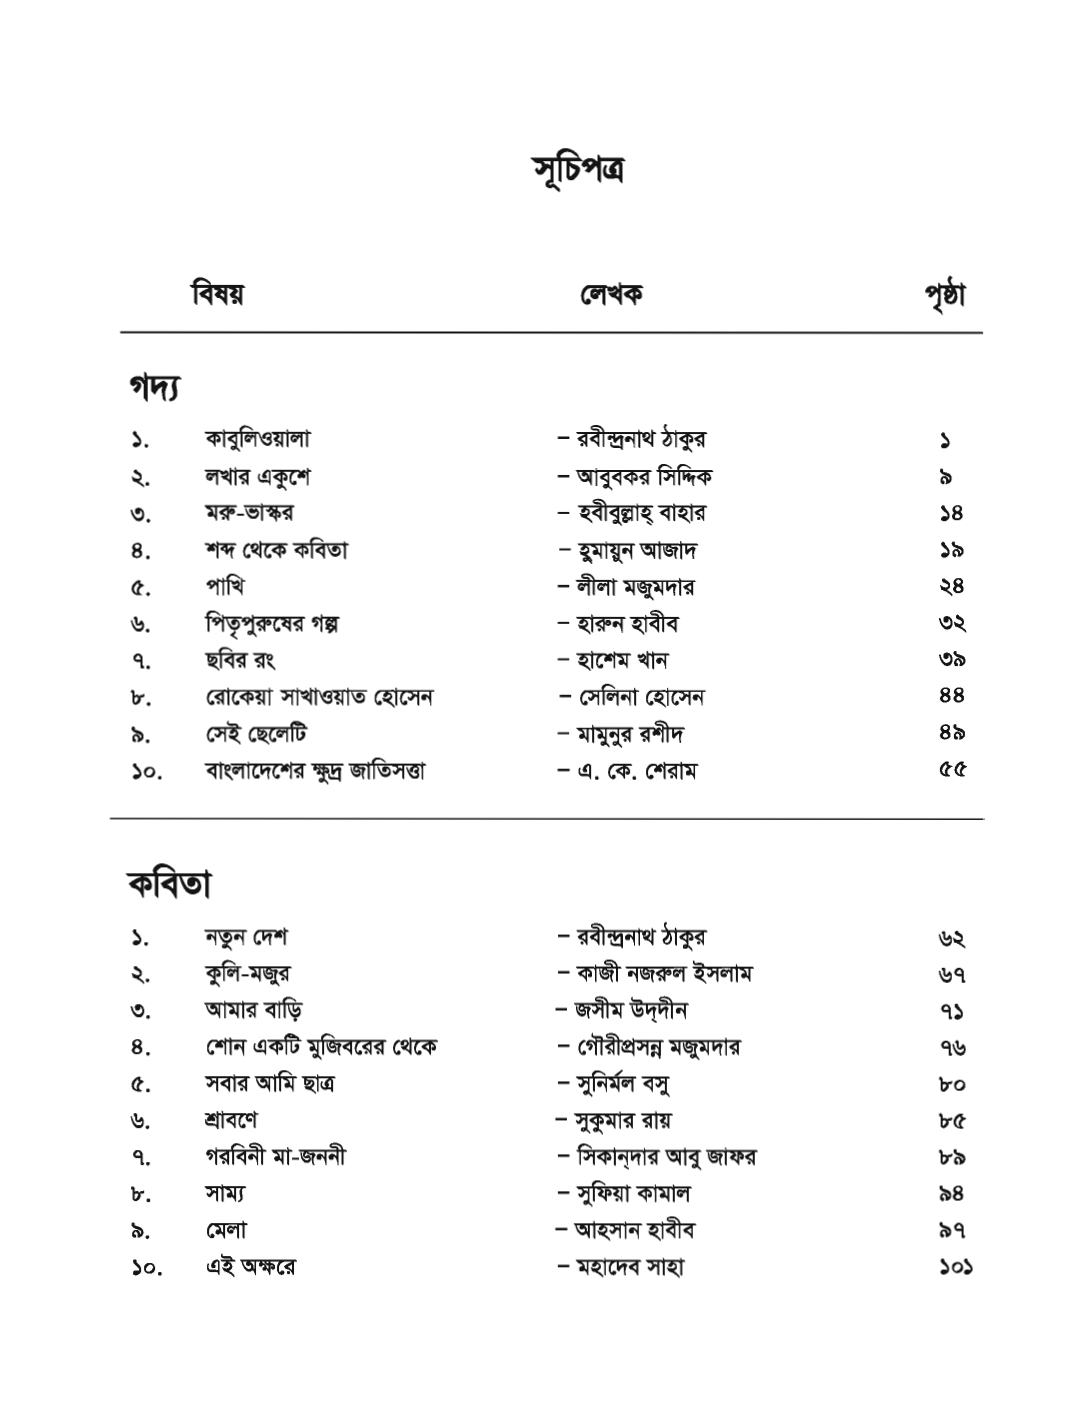 সূচিপত্র
বিষয় লেখক পৃষ্ঠা
গদ্য
১. কাবুলিওয়ালা – রবীন্দ্রনাথ ঠাকুর ১
২. লখার একুশে – আবুবকর সিদ্দিক ৯
৩. মরু-ভাস্কর – হবীবুল্লাহ্ বাহার ১৪
৪. শব্দ থেকে কবিতা – হুমায়ুন আজাদ ১৯
৫. পাখি – লীলা মজুমদার ২৪
৬. পিতৃপুরুষের গল্প – হারুন হাবীব ৩২
৭. ছবির রং – হাশেম খান ৩৯
৮. রোকেয়া সাখাওয়াত হোসেন – সেলিনা হোসেন ৪৪
৯. সেই ছেলেটি – মামুনুর রশীদ ৪৯
১০. বাংলাদেশের ক্ষুদ্র জাতিসত্তা – এ. কে. শেরাম ৫৫
কবিতা
১. নতুন দেশ – রবীন্দ্রনাথ ঠাকুর ৬২
২. কুলি-মজুর – কাজী নজরুল ইসলাম ৬৭
৩. আমার বাড়ি – জসীম উদ্‌দীন ৭১
৪. শোন একটি মুজিবরের থেকে – গৌরীপ্রসন্ন মজুমদার ৭৬
৫. সবার আমি ছাত্র – সুনির্মল বসু ৮০
৬. শ্রাবণে – সুকুমার রায় ৮৫
৭. গরবিনী মা-জননী – সিকান্‌দার আবু জাফর ৮৯
৮. সাম্য – সুফিয়া কামাল ৯৪
৯. মেলা – আহসান হাবীব ৯৭
১০. এই অক্ষরে – মহাদেব সাহা ১০১